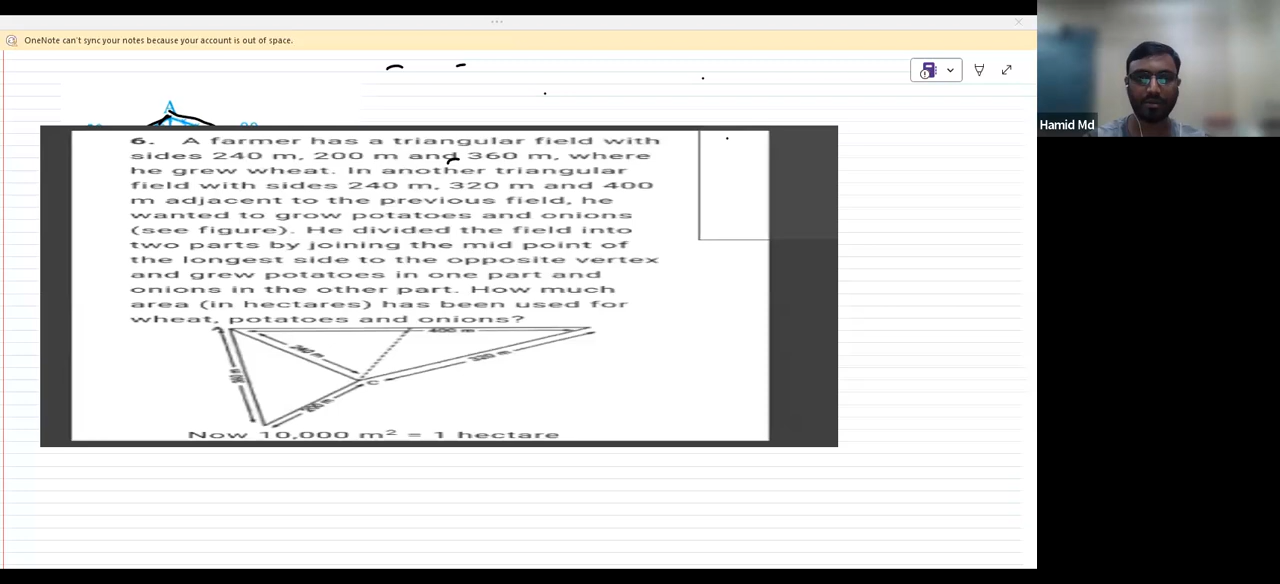 OneNote can't sync your notes because your account is out of space.
Hamid Md
A
6. A farmer has a triangular field with
sides 240 m, 200 m and 360 m, where
he grew wheat. In another triangular
field with sides 240 m, 320 m and 400
m adjacent to the previous field, he
wanted to grow potatoes and onions
(see figure). He divided the field into
two parts by joining the mid point of
the longest side to the opposite vertex
and grew potatoes in one part and
onions in the other part. How much
area (in hectares) has been used for
wheat, potatoes and onions?
400 m
240 m
320 m
360 m
C
200 m
Now 10,000 m² = 1 hectare